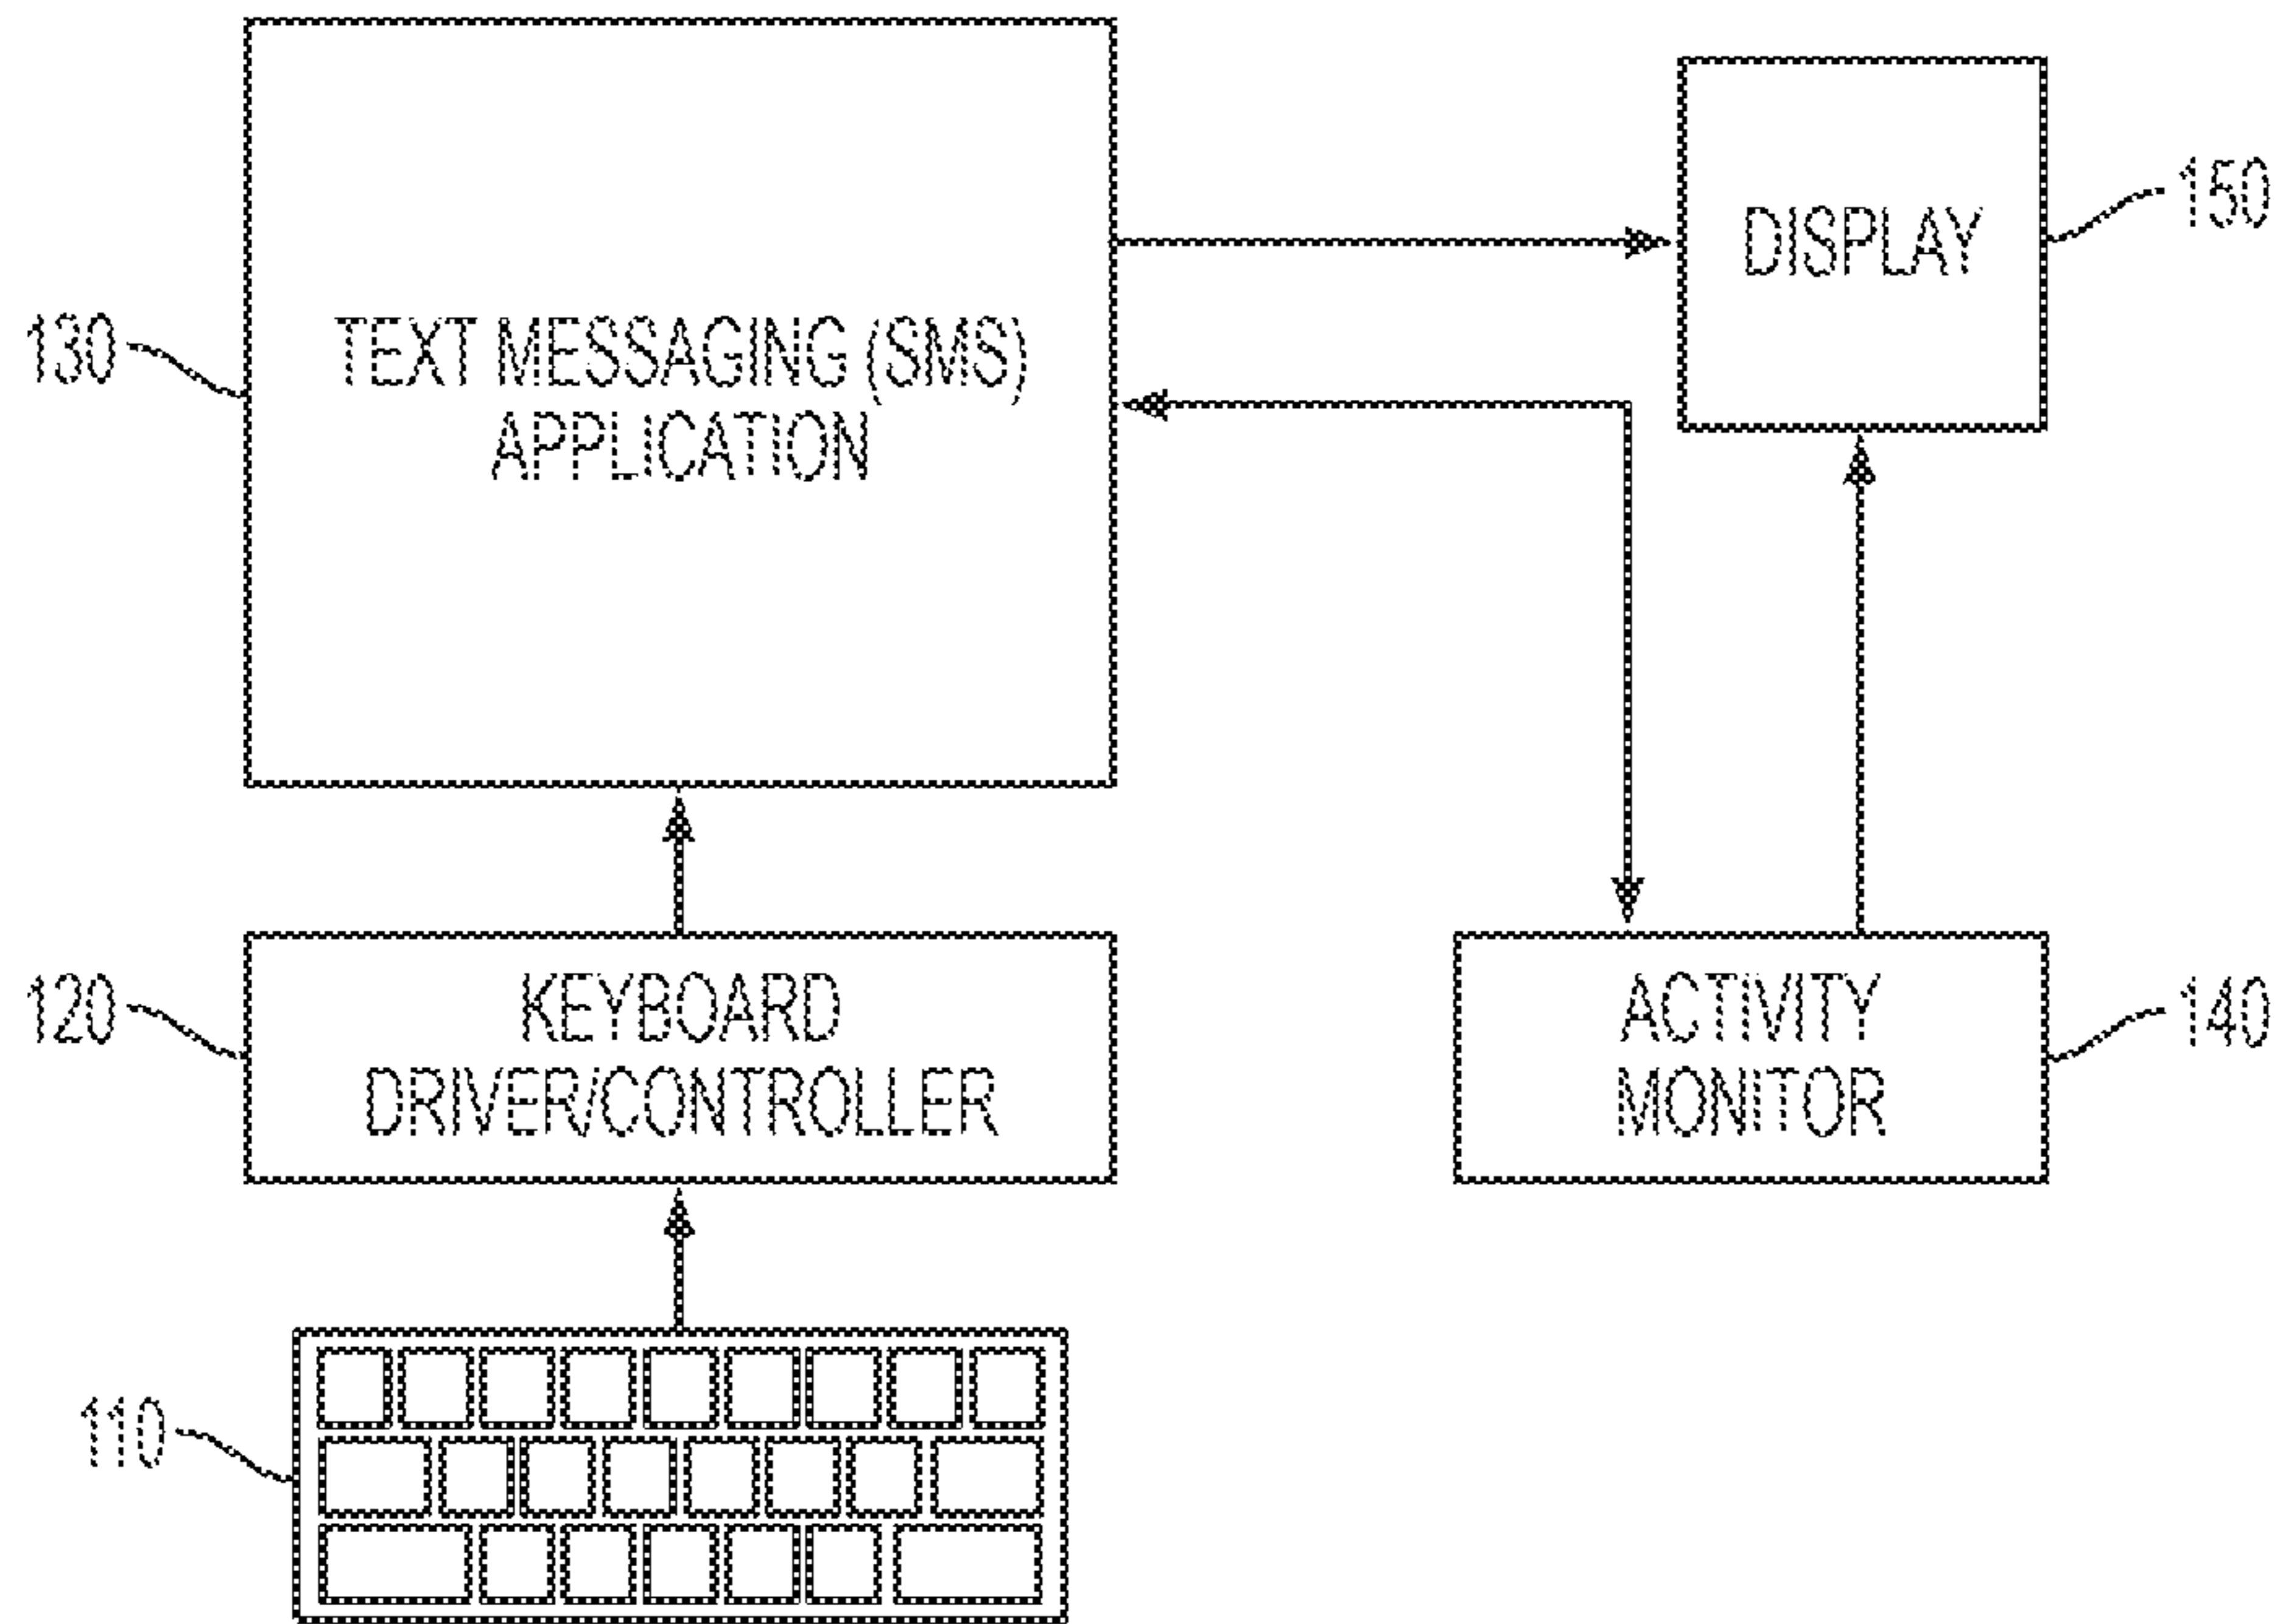 130
TEXT MESSAGING (SMS)
APPLICATION
DISPLAY
150
120
KEYBOARD
DRIVER/CONTROLLER
ACTIVITY
MONITOR
140
110